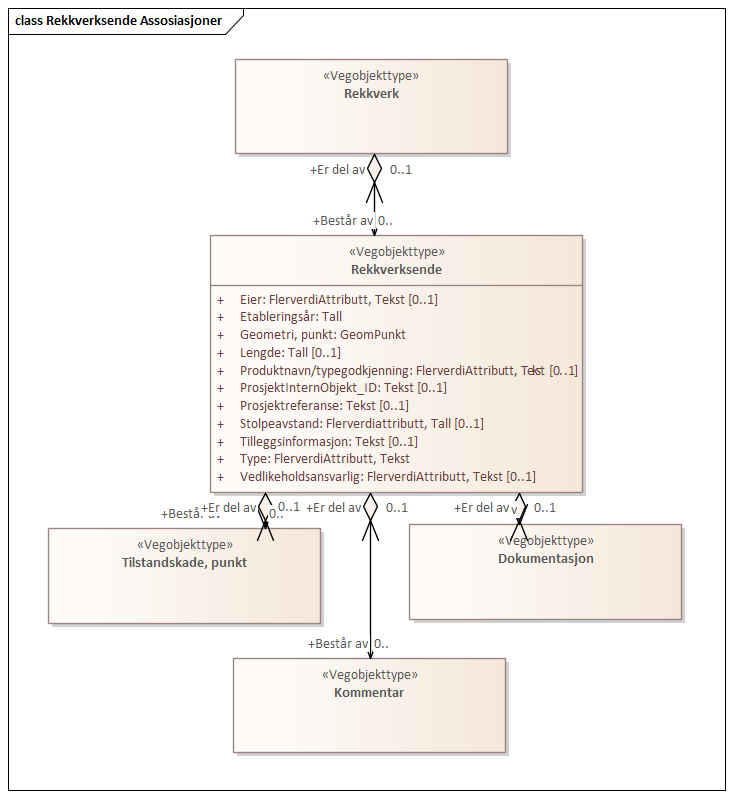 class Rekkverksende Assosiasjoner
«Vegobjekttype»
Rekkverk
+Er del av 0..1
+Består av 0..
«Vegobjekttype»
Rekkverksende
+ Eier: FlerverdiAttributt, Tekst [0..1]
+ Etableringsår: Tall
+ Geometri, punkt: GeomPunkt
+ Lengde: Tall [0..1]
+ Produktnavn/typegodkjenning: FlerverdiAttributt, Tekst [0..1]
+ ProsjektInternObjekt_ID: Tekst [0..1]
+ Prosjektreferanse: Tekst [0..1]
+ Stolpeavstand: Flerverdiattributt, Tall [0..1]
+ Tilleggsinformasjon: Tekst [0..1]
+ Type: FlerverdiAttributt, Tekst
+ Vedlikeholdsansvarlig: FlerverdiAttributt, Tekst [0..1]
+Er del av 0..1 +Er del av 0..1 +Er del av 0..1
0..
«Vegobjekttype»
Tilstandskade, punkt
«Vegobjekttype»
Dokumentasjon
+Består av 0..
«Vegobjekttype»
Kommentar